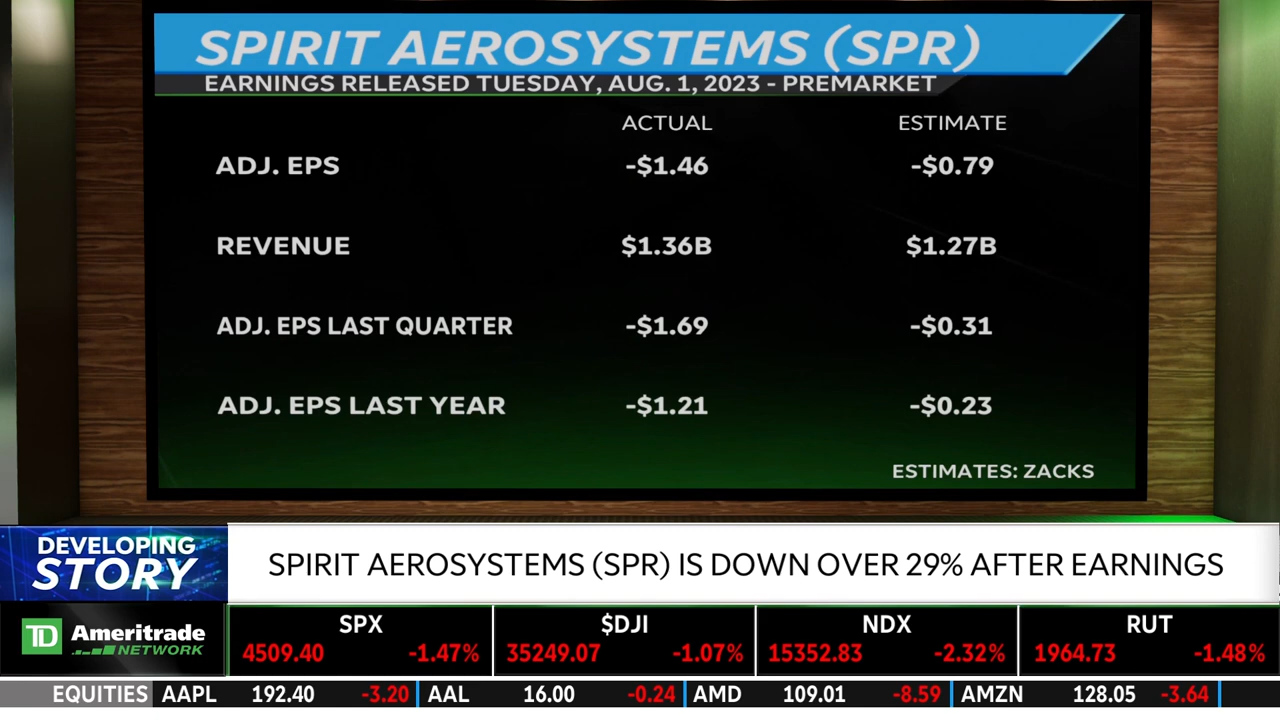 SPIRIT AEROSYSTEMS (SPR)
EARNINGS RELEASED TUESDAY, AUG. 1, 2023 - PREMARKET
ACTUAL ESTIMATE
ADJ. EPS -$1.46 -$0.79
REVENUE $1.36B $1.27B
ADJ. EPS LAST QUARTER -$1.69 -$0.31
ADJ. EPS LAST YEAR -$1.21 -$0.23
ESTIMATES: ZACKS
DEVELOPING
STORY
SPIRIT AEROSYSTEMS (SPR) IS DOWN OVER 29% AFTER EARNINGS
TD Ameritrade
NETWORK
SPX
4509.40 -1.47%
$DJI
35249.07 -1.07%
NDX
15352.83 -2.32%
RUT
1964.73 -1.48%
EQUITIES AAPL 192.40 -3.20 AAL 16.00 -0.24 AMD 109.01 -8.59 AMZN 128.05 -3.64